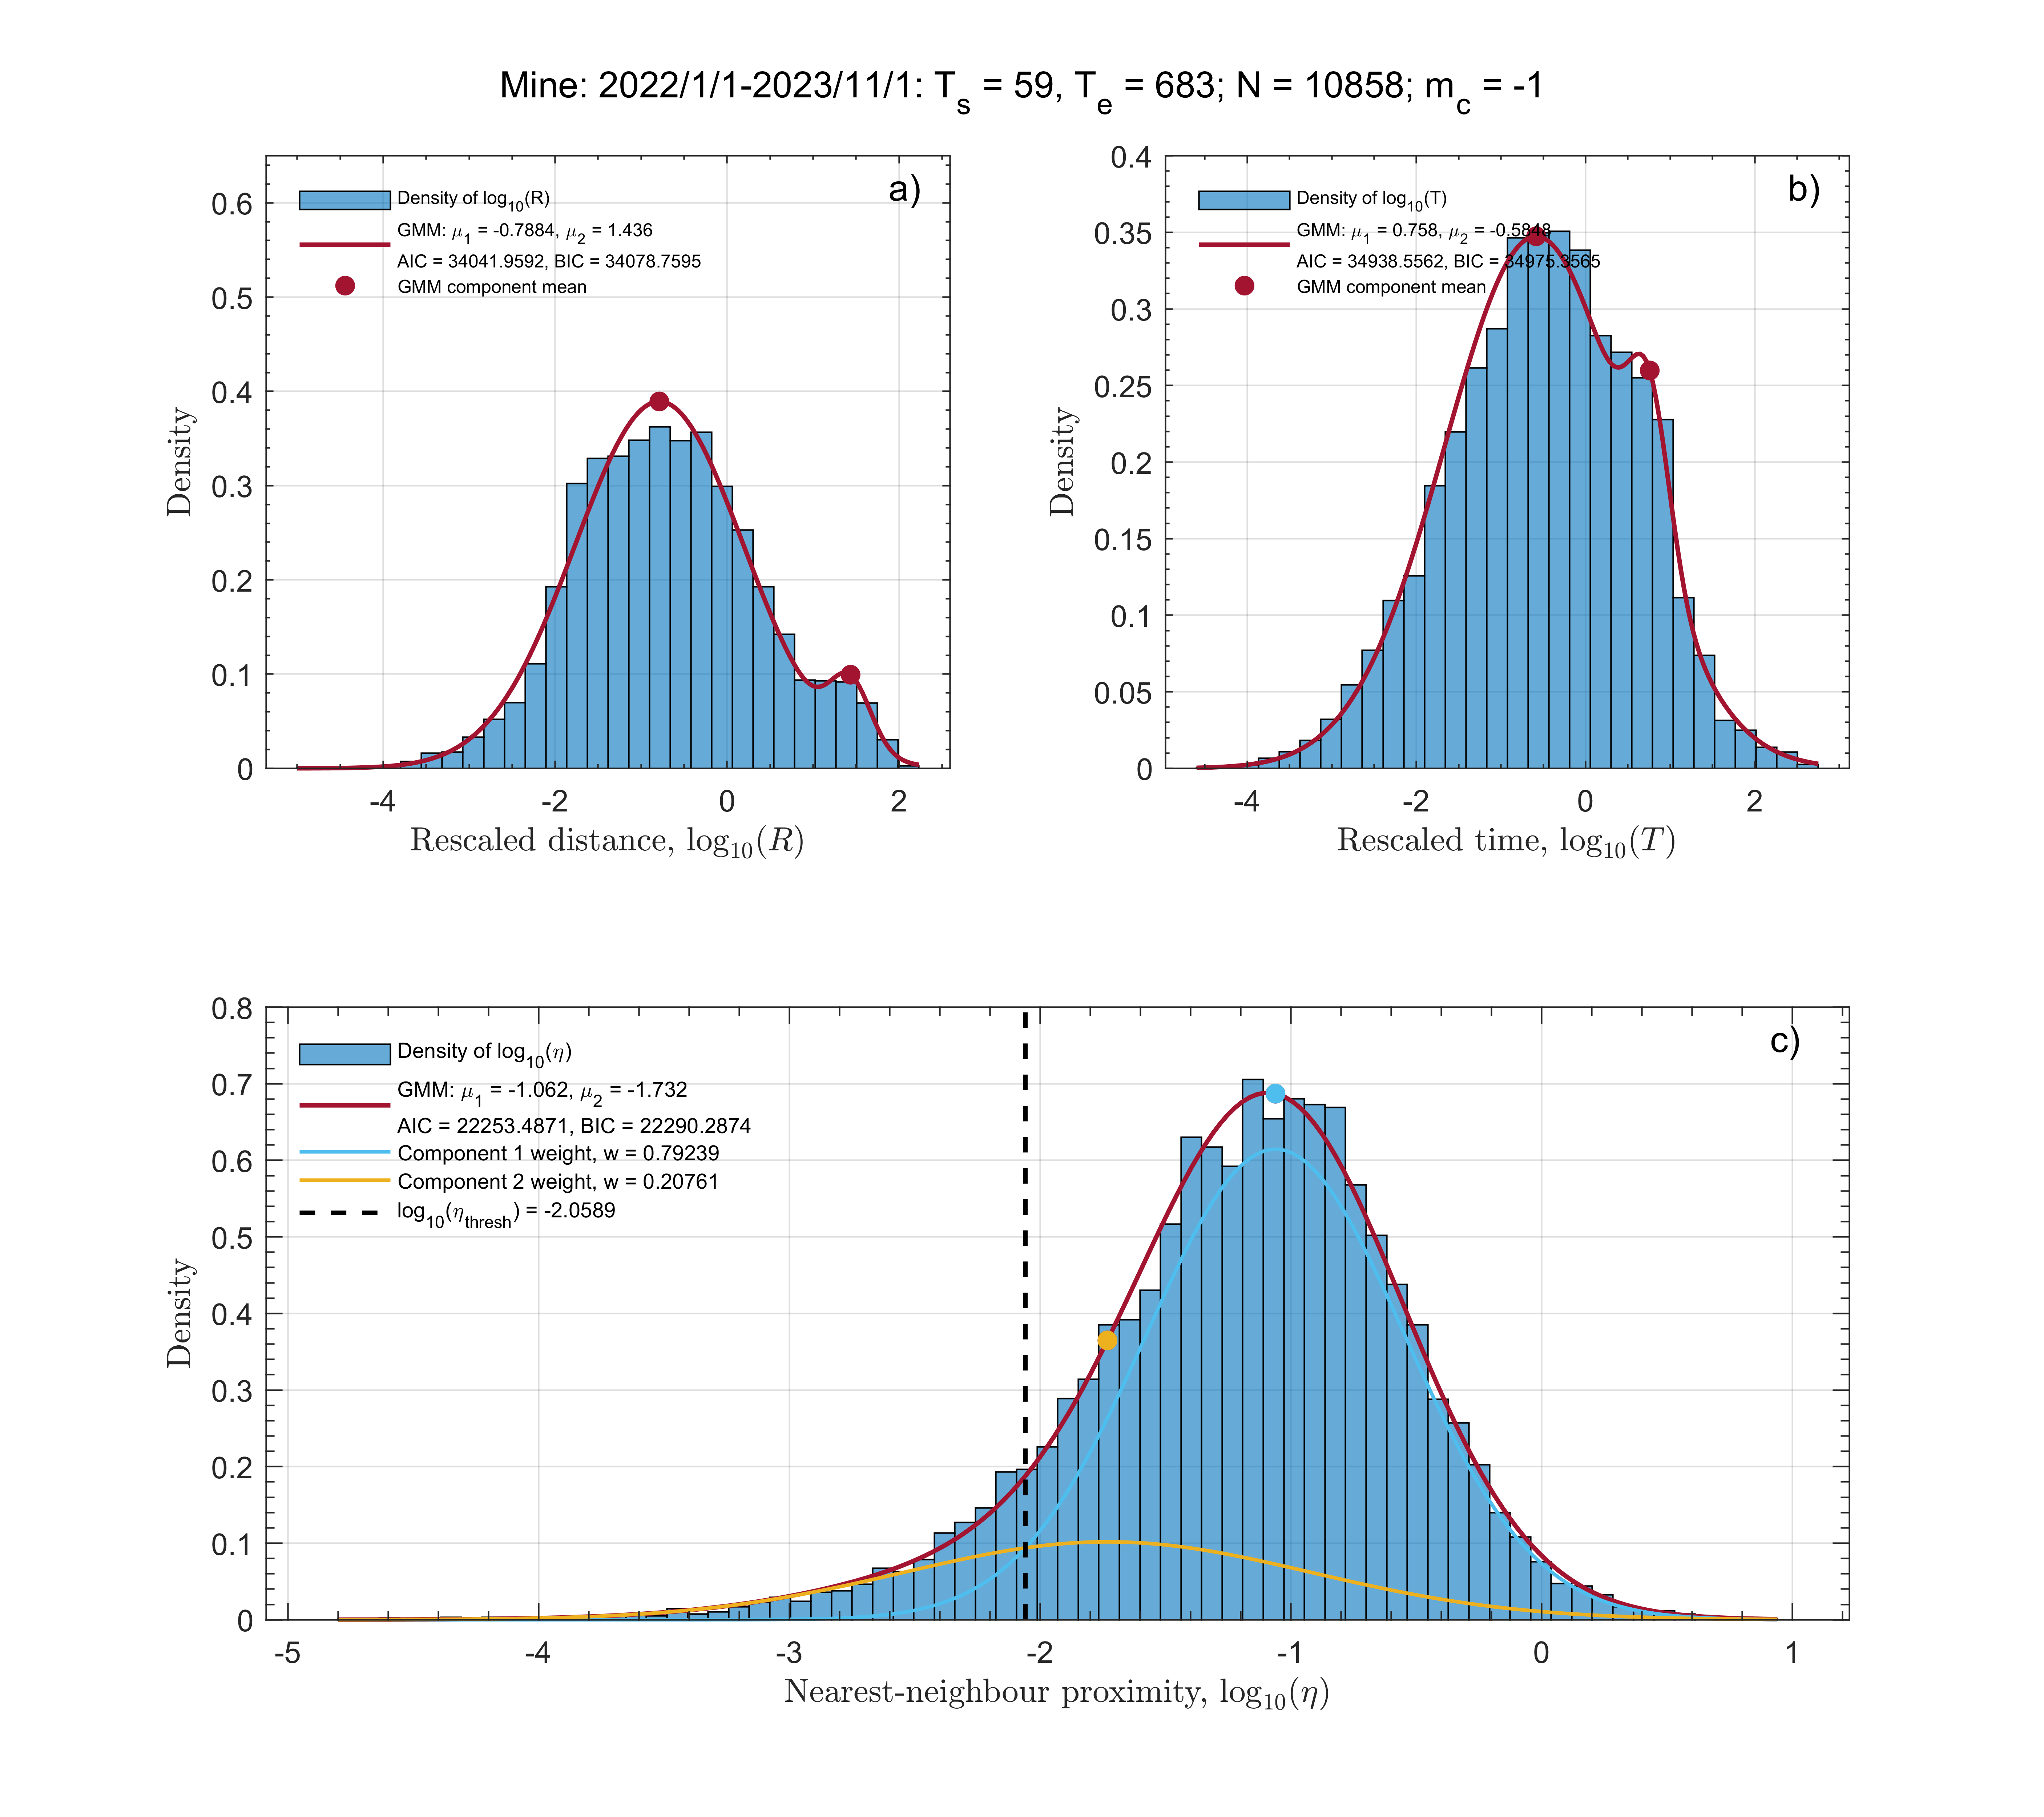 Mine: 2022/1/1-2023/11/1: Ts = 59, Te = 683; N = 10858; mc = -1
a)
Density of log10(R)
GMM: μ1 = -0.7884, μ2 = 1.436
AIC = 34041.9592, BIC = 34078.7595
GMM component mean
Density
0.6
0.5
0.4
0.3
0.2
0.1
0
-4 -2 0 2
Rescaled distance, log10(R)
b)
Density of log10(T)
GMM: μ1 = 0.758, μ2 = -0.5848
AIC = 34938.5562, BIC = 34975.3565
GMM component mean
Density
0.4
0.35
0.3
0.25
0.2
0.15
0.1
0.05
0
-4 -2 0 2
Rescaled time, log10(T)
c)
Density of log10(η)
GMM: μ1 = -1.062, μ2 = -1.732
AIC = 22253.4871, BIC = 22290.2874
Component 1 weight, w = 0.79239
Component 2 weight, w = 0.20761
log10(ηthresh) = -2.0589
Density
0.8
0.7
0.6
0.5
0.4
0.3
0.2
0.1
0
-5 -4 -3 -2 -1 0 1
Nearest-neighbour proximity, log10(η)